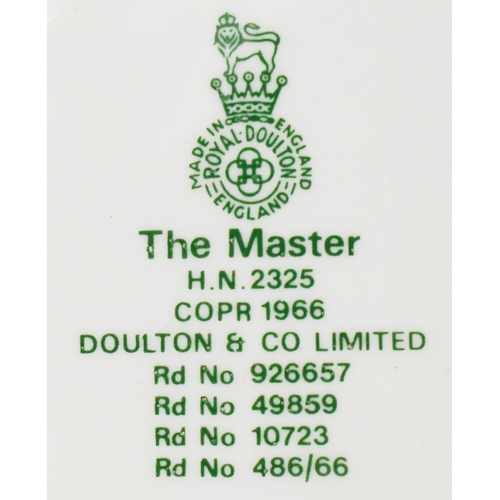 MADE IN ENGLAND
ROYAL·DOULTON
ENGLAND
The Master
H.N.2325
COPR 1966
DOULTON & CO LIMITED
Rd No 926657
Rd No 49859
Rd No 10723
Rd No 486/66